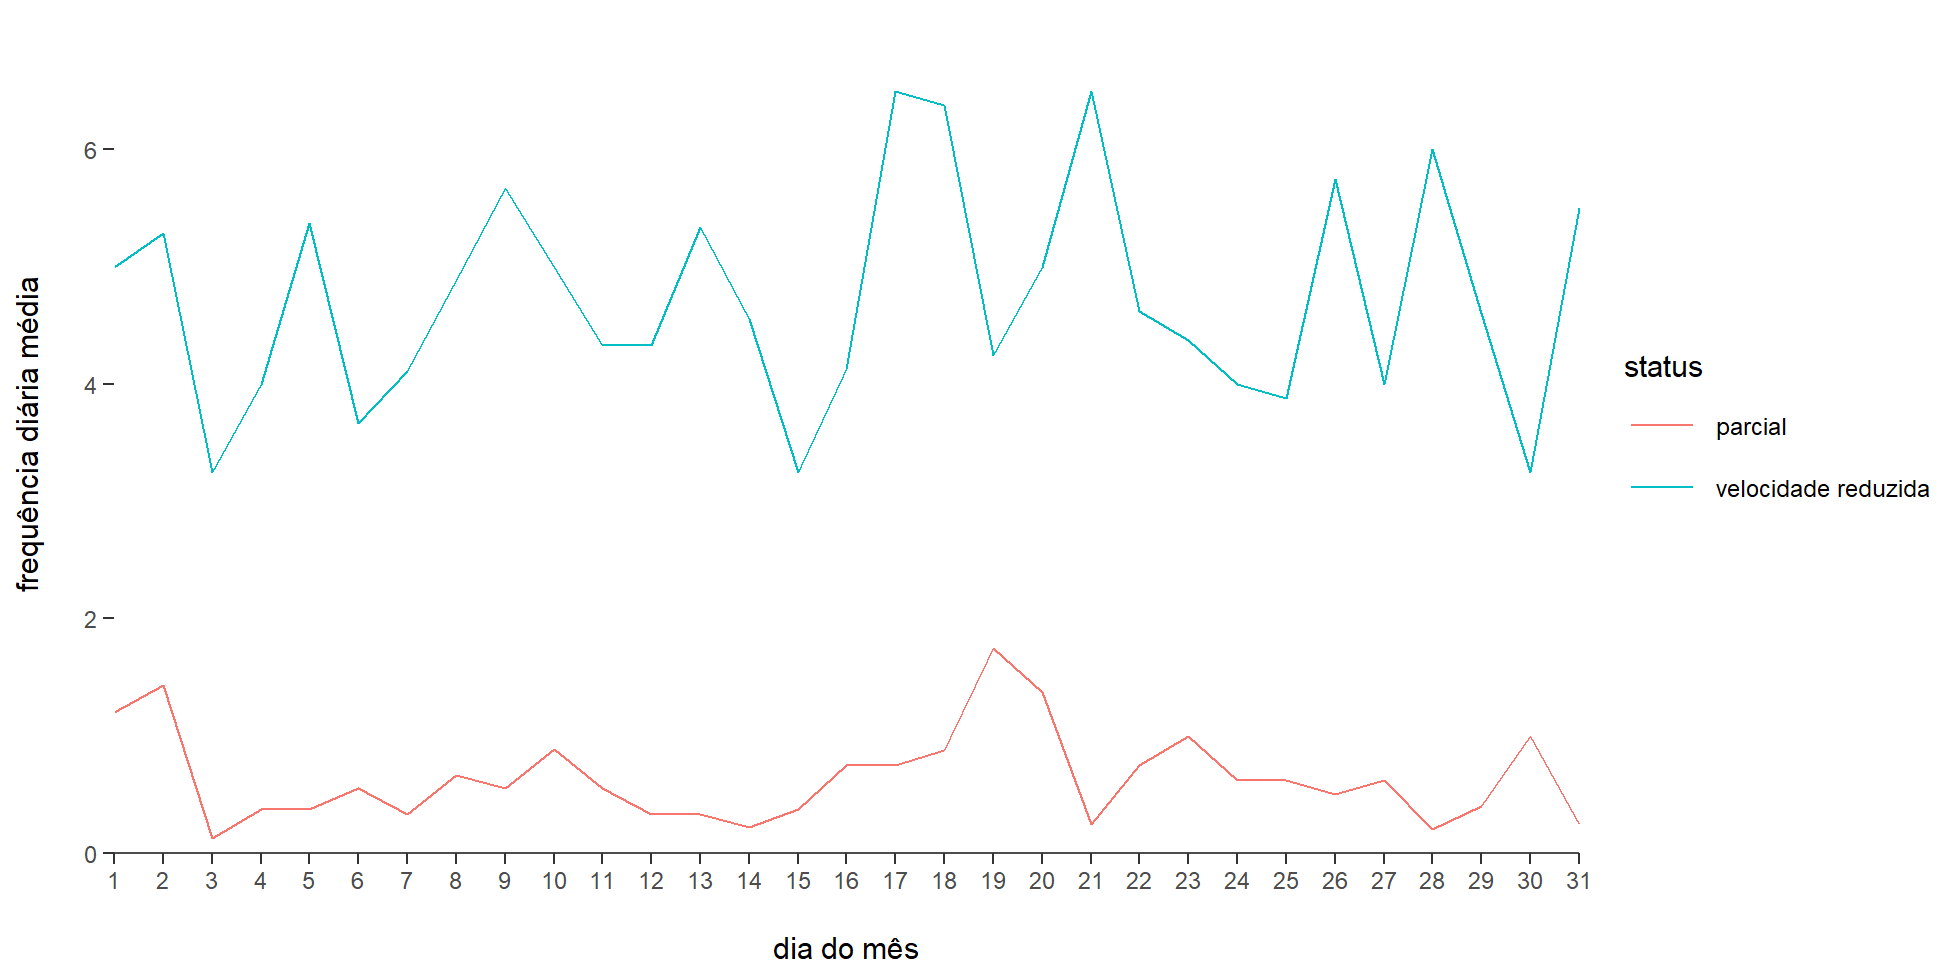 frequência diária média
6
4
2
0
1 2 3 4 5 6 7 8 9 10 11 12 13 14 15 16 17 18 19 20 21 22 23 24 25 26 27 28 29 30 31
dia do mês
status
parcial
velocidade reduzida